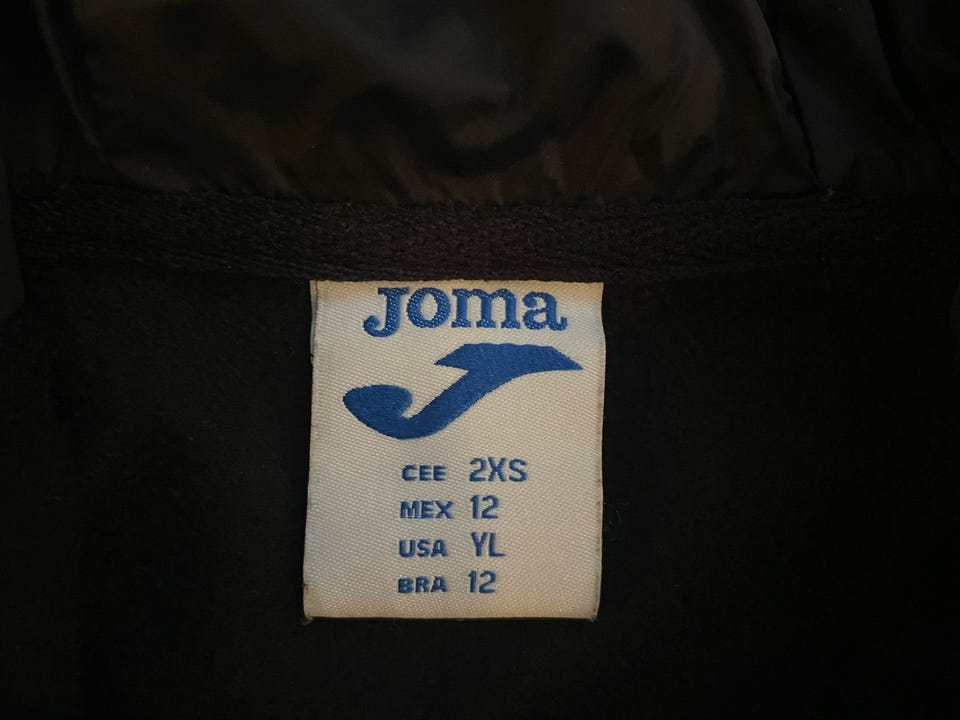 Joma
CEE 2XS
MEX 12
USA YL
BRA 12